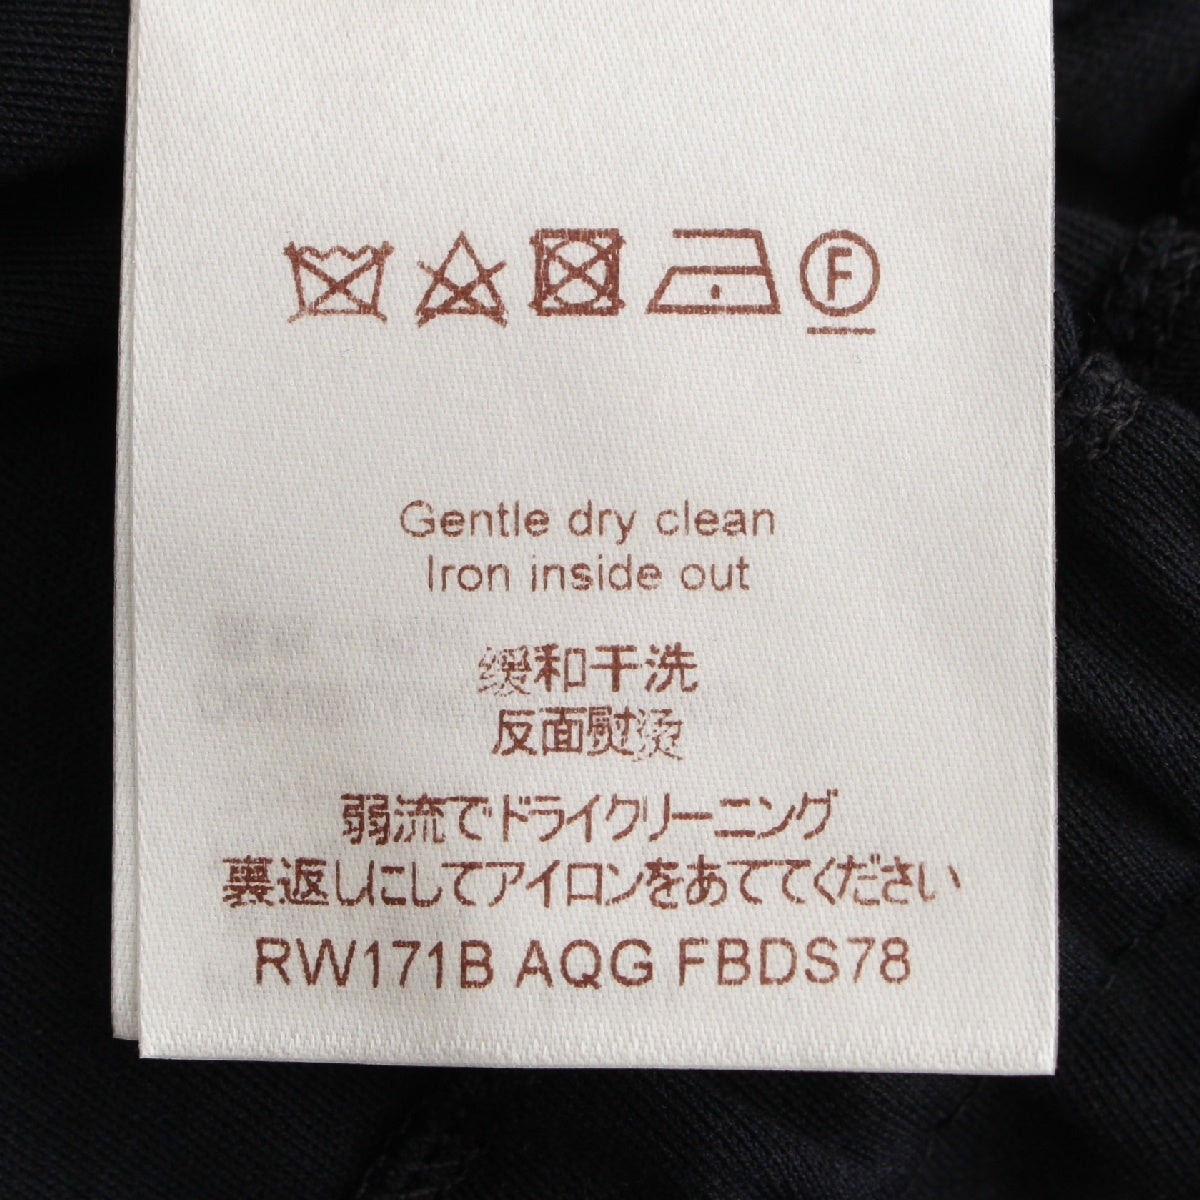 F
Gentle dry clean
Iron inside out
缓和干洗
反面熨烫
弱流でドライクリーニング
裏返しにしてアイロンをあててください
RW171B AQG FBDS78